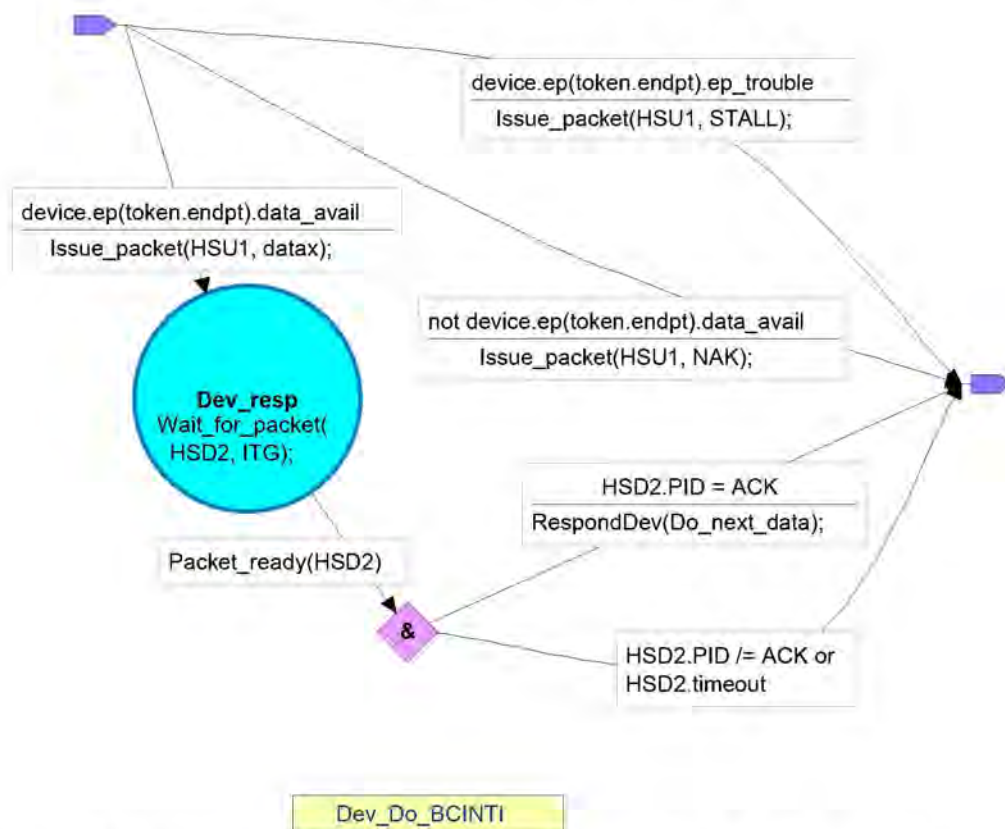 device.ep(token.endpt).ep_trouble
Issue_packet(HSU1, STALL);
device.ep(token.endpt).data_avail
Issue_packet(HSU1, datax);
not device.ep(token.endpt).data_avail
Issue_packet(HSU1, NAK);
Dev_resp
Wait_for_packet(
HSD2, ITG);
HSD2.PID = ACK
RespondDev(Do_next_data);
Packet_ready(HSD2)
&
HSD2.PID /= ACK or
HSD2.timeout
Dev_Do_BCINTI